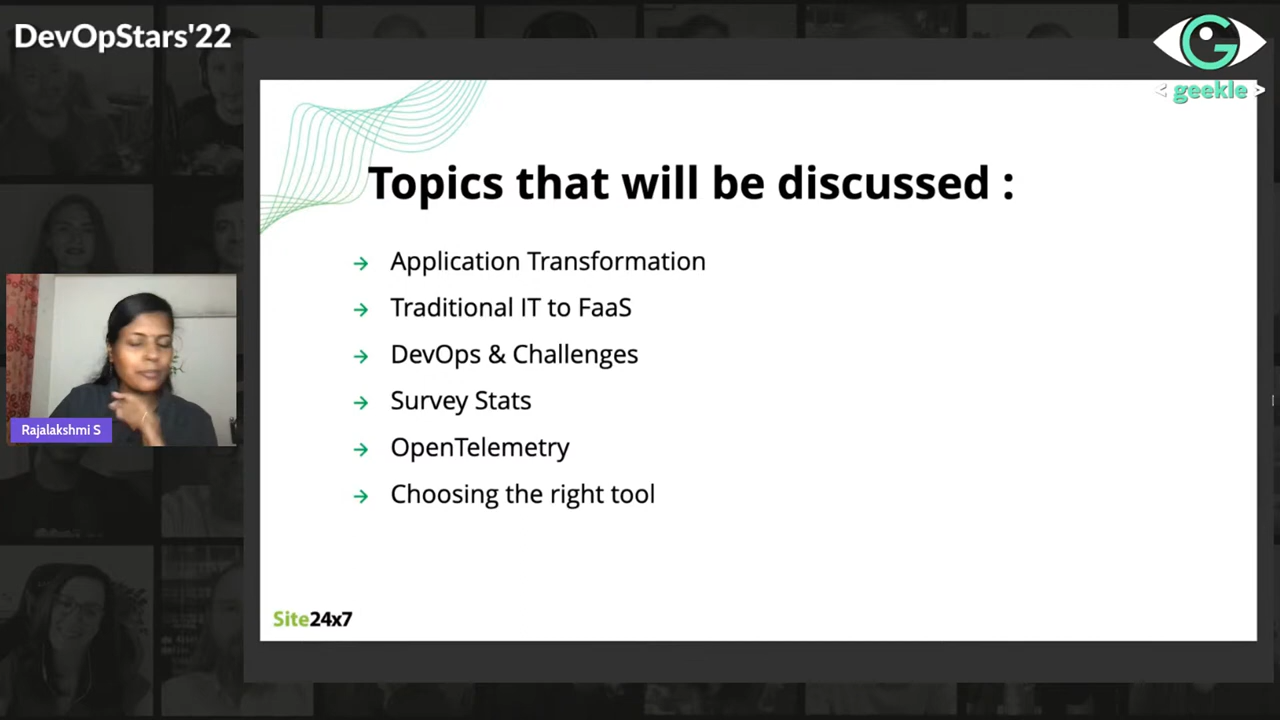 DevOpStars'22
< geekle >
Topics that will be discussed :
→ Application Transformation
→ Traditional IT to FaaS
→ DevOps & Challenges
→ Survey Stats
→ OpenTelemetry
→ Choosing the right tool
Rajalakshmi S
Site24x7